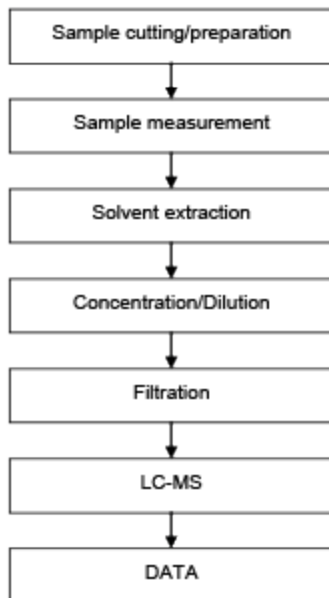 Sample cutting/preparation
Sample measurement
Solvent extraction
Concentration/Dilution
Filtration
LC-MS
DATA